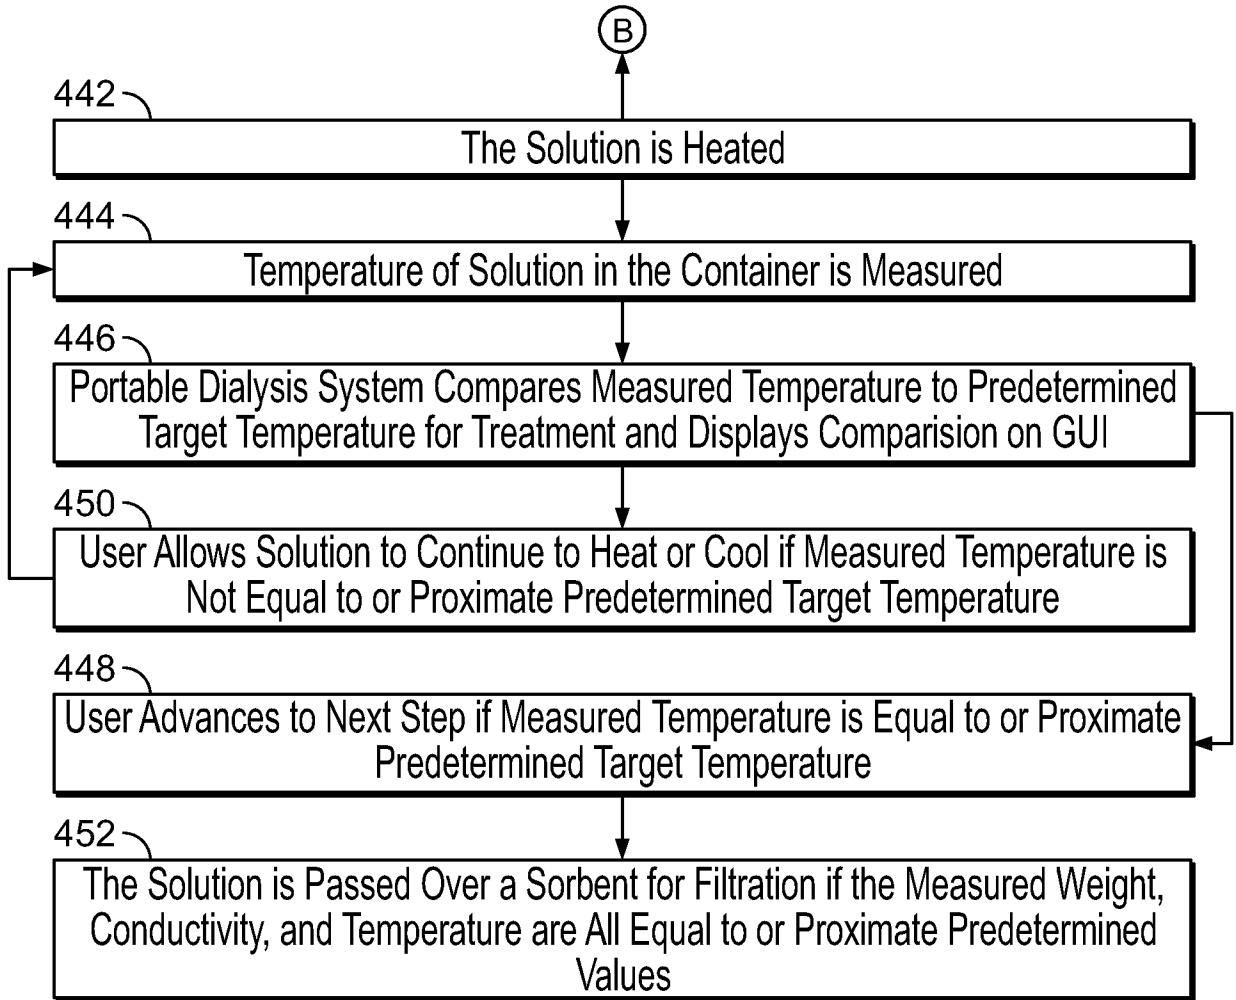 B
442
The Solution is Heated
444
Temperature of Solution in the Container is Measured
446
Portable Dialysis System Compares Measured Temperature to Predetermined
Target Temperature for Treatment and Displays Comparision on GUI
450
User Allows Solution to Continue to Heat or Cool if Measured Temperature is
Not Equal to or Proximate Predetermined Target Temperature
448
User Advances to Next Step if Measured Temperature is Equal to or Proximate
Predetermined Target Temperature
452
The Solution is Passed Over a Sorbent for Filtration if the Measured Weight,
Conductivity, and Temperature are All Equal to or Proximate Predetermined
Values